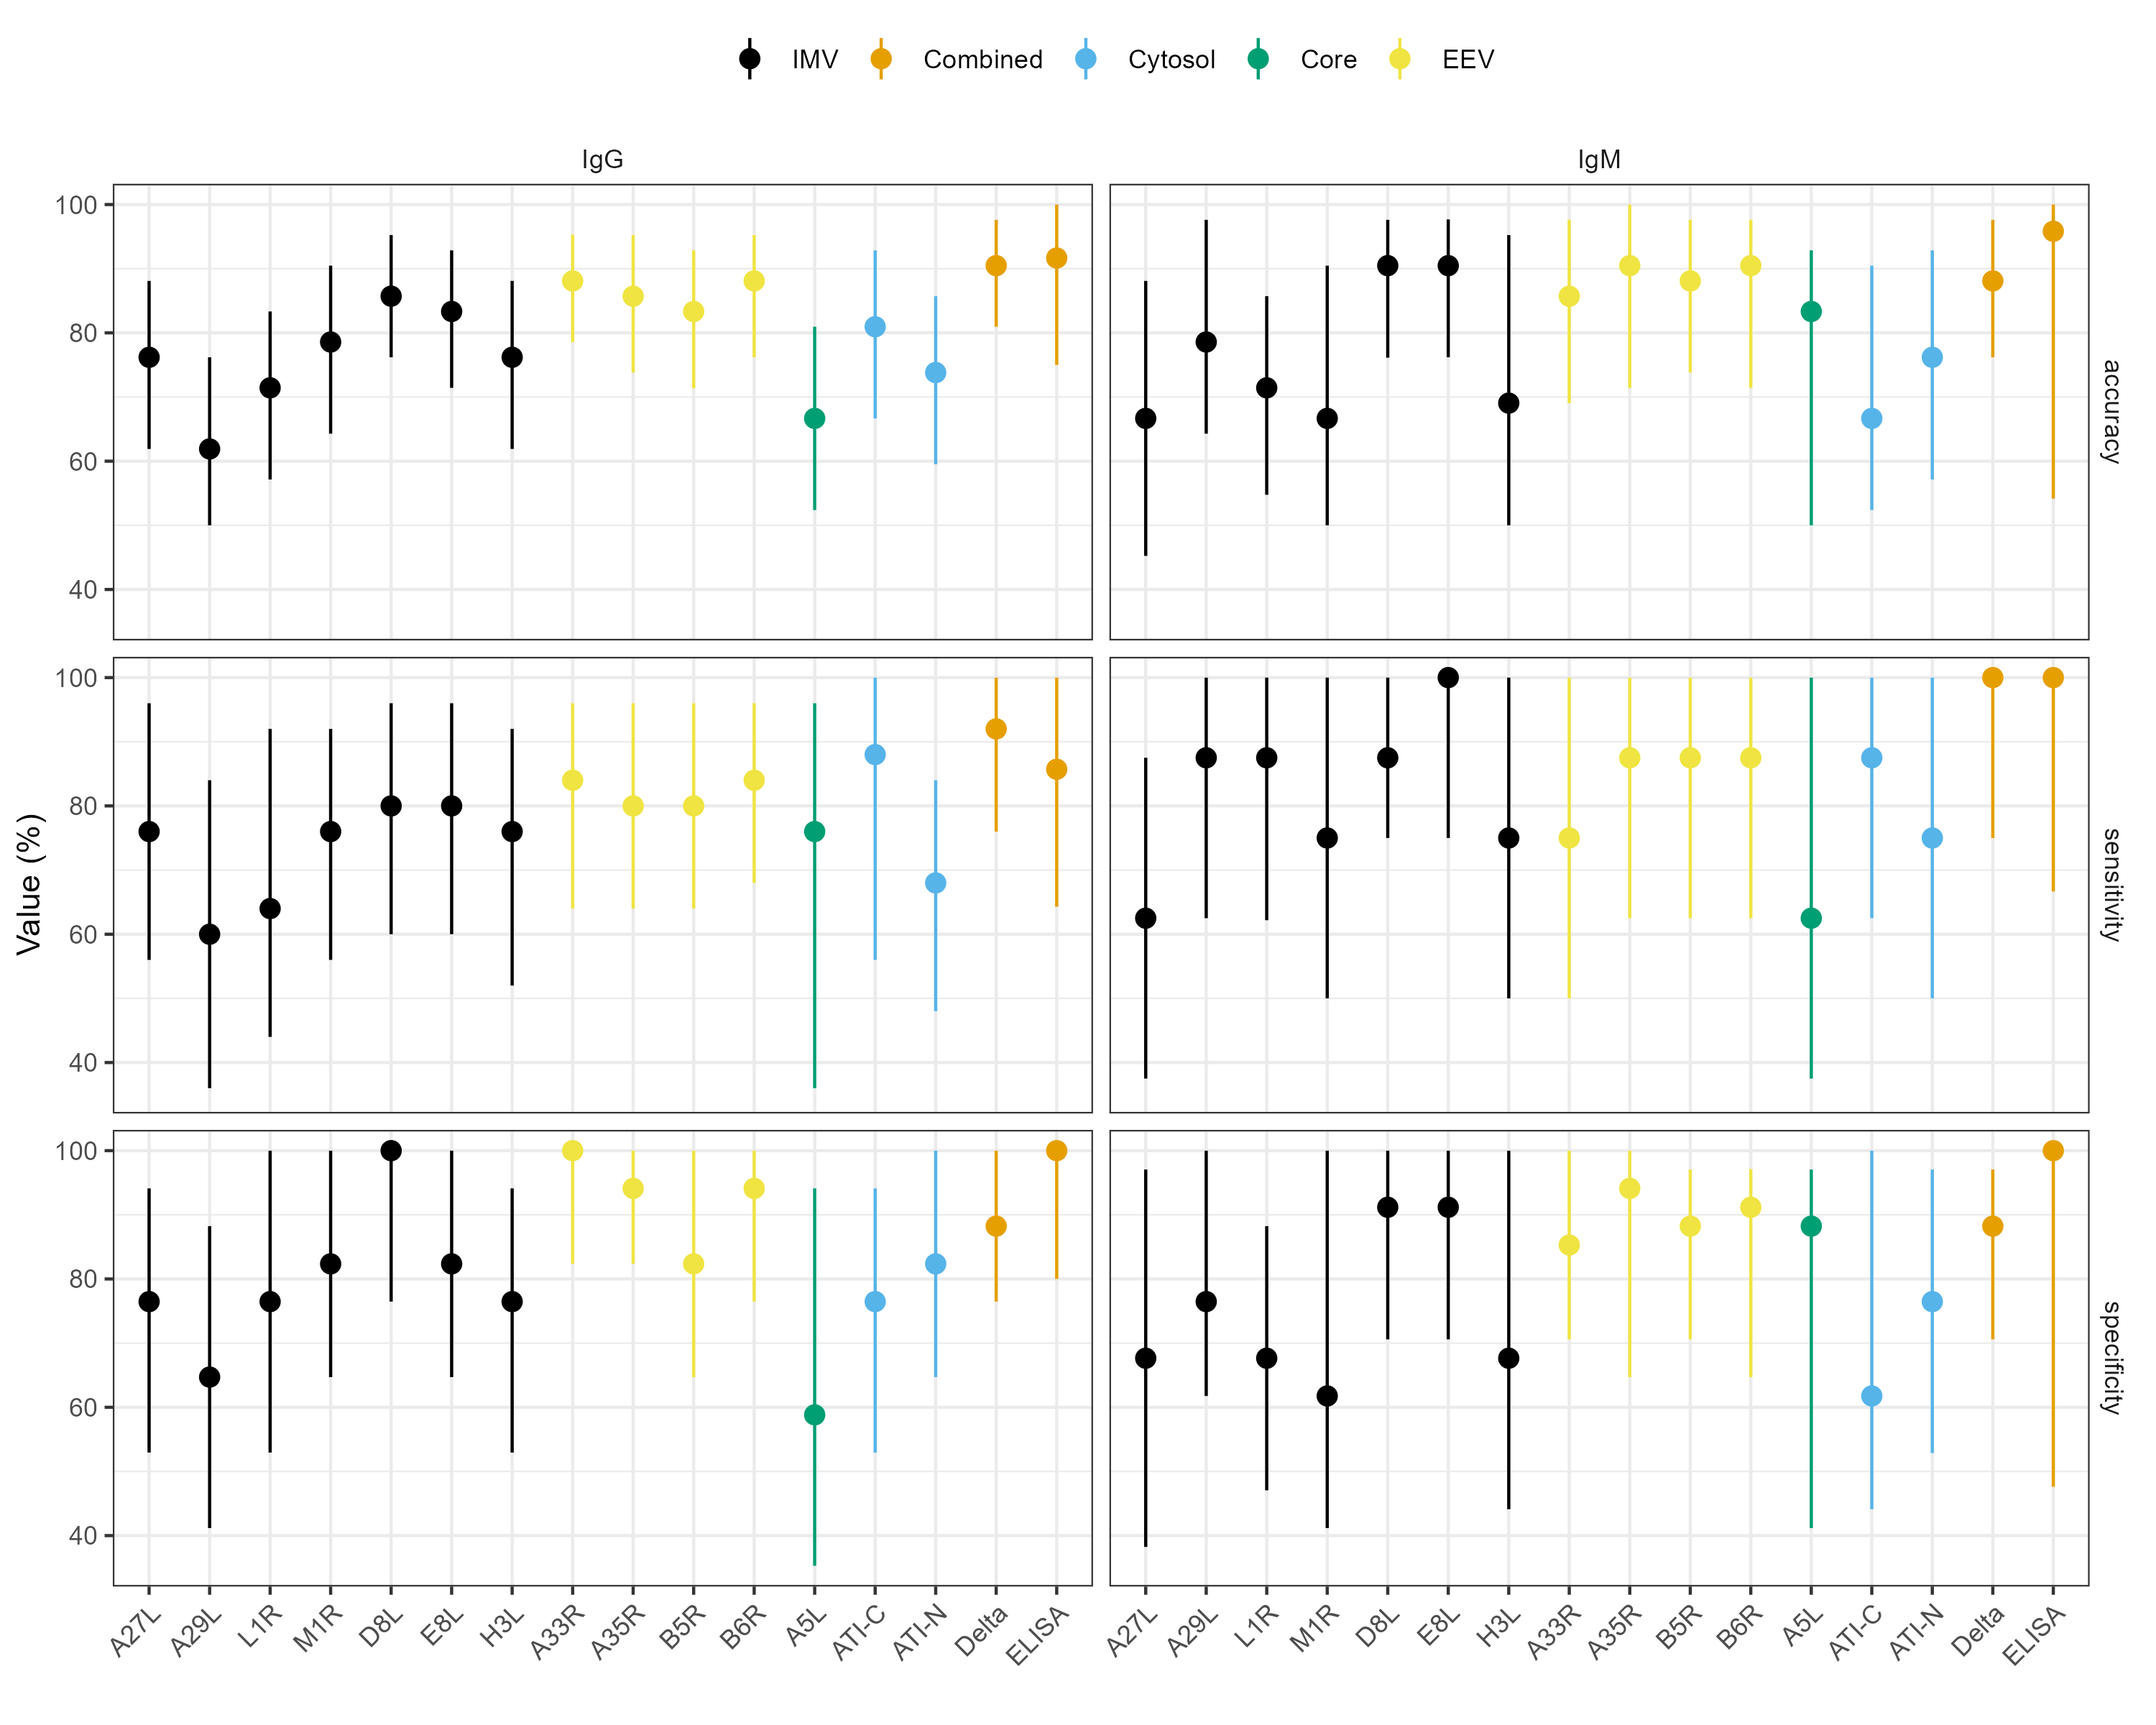 IMV Combined Cytosol Core EEV
IgG IgM
100
80
60
40
accuracy
100
80
60
40
sensitivity
Value (%)
100
80
60
40
specificity
A27L A29L L1R M1R D8L E8L H3L A33R A35R B5R B6R A5L ATI-C ATI-N Delta ELISA
A27L A29L L1R M1R D8L E8L H3L A33R A35R B5R B6R A5L ATI-C ATI-N Delta ELISA